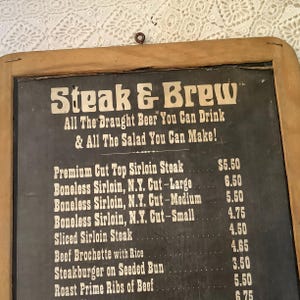 Steak & Brew
All The Draught Beer You Can Drink
& All The Salad You Can Make!
Premium Cut Top Sirloin Steak $5.50
Boneless Sirloin, N.Y. Cut-Large 6.50
Boneless Sirloin, N.Y. Cut-Medium 5.50
Boneless Sirloin, N.Y. Cut-Small 4.75
Sliced Sirloin Steak 4.50
Beef Brochette with Rice 4.65
Steakburger on Seeded Bun 3.50
Roast Prime Ribs of Beef 5.50
6.75